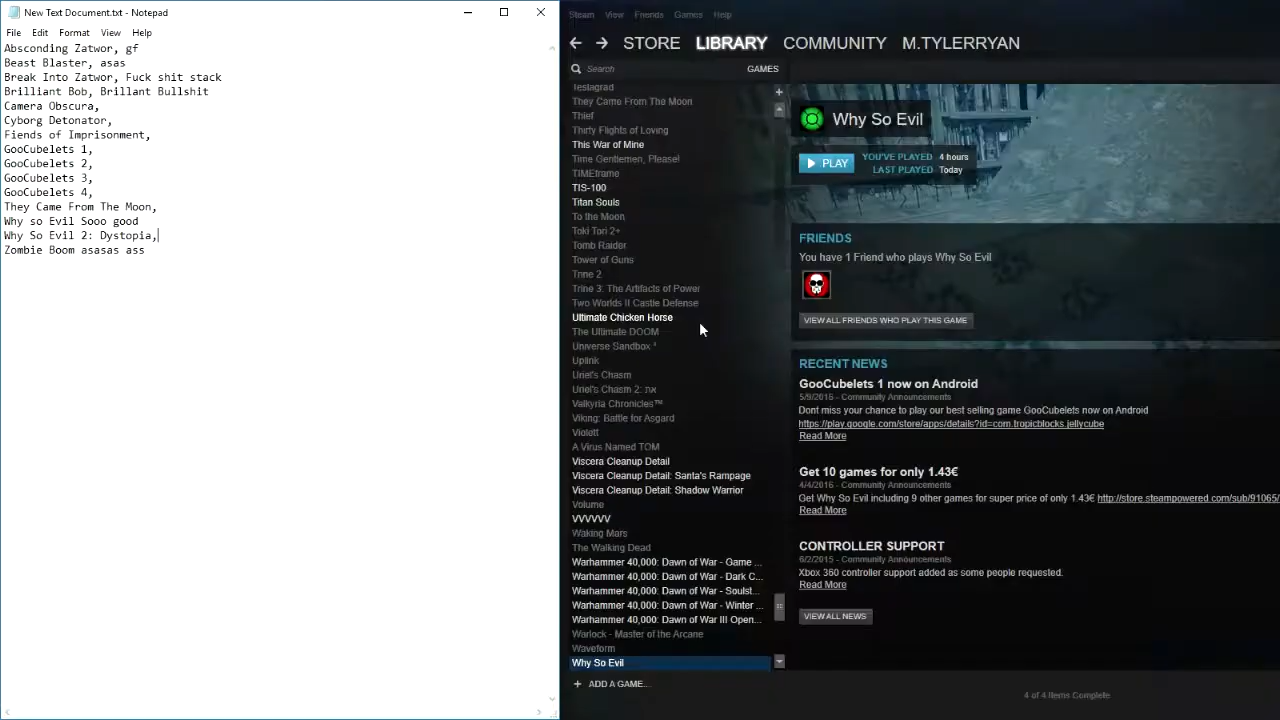 New Text Document.txt - Notepad
File Edit Format View Help
Absconding Zatwor, gf
Beast Blaster, asas
Break Into Zatwor, Fuck shit stack
Brilliant Bob, Brillant Bullshit
Camera Obscura,
Cyborg Detonator,
Fiends of Imprisonment,
GooCubelets 1,
GooCubelets 2,
GooCubelets 3,
GooCubelets 4,
They Came From The Moon,
Why so Evil Sooo good
Why So Evil 2: Dystopia,
Zombie Boom asasas ass
Steam View Friends Games Help
STORE LIBRARY COMMUNITY M.TYLERRYAN
Search GAMES
Teslagrad
They Came From The Moon
Thief
Thirty Flights of Loving
This War of Mine
Time Gentlemen, Please!
TIMEframe
TIS-100
Titan Souls
To the Moon
Toki Tori 2+
Tomb Raider
Tower of Guns
Trine 2
Trine 3: The Artifacts of Power
Two Worlds II Castle Defense
Ultimate Chicken Horse
The Ultimate DOOM
Universe Sandbox ²
Uplink
Uriel's Chasm
Uriel's Chasm 2: את
Valkyria Chronicles™
Viking: Battle for Asgard
Violett
A Virus Named TOM
Viscera Cleanup Detail
Viscera Cleanup Detail: Santa's Rampage
Viscera Cleanup Detail: Shadow Warrior
Volume
VVVVVV
Waking Mars
The Walking Dead
Warhammer 40,000: Dawn of War - Game ...
Warhammer 40,000: Dawn of War - Dark C...
Warhammer 40,000: Dawn of War - Soulst...
Warhammer 40,000: Dawn of War - Winter ...
Warhammer 40,000: Dawn of War III Open...
Warlock - Master of the Arcane
Waveform
Why So Evil
+ ADD A GAME...
Why So Evil
PLAY
YOU'VE PLAYED 4 hours
LAST PLAYED Today
FRIENDS
You have 1 Friend who plays Why So Evil
VIEW ALL FRIENDS WHO PLAY THIS GAME
RECENT NEWS
GooCubelets 1 now on Android
5/9/2016 - Community Announcements
Dont miss your chance to play our best selling game GooCubelets now on Android
https://play.google.com/store/apps/details?id=com.tropicblocks.jellycube
Read More
Get 10 games for only 1.43€
4/4/2016 - Community Announcements
Get Why So Evil including 9 other games for super price of only 1.43€ http://store.steampowered.com/sub/91065/
Read More
CONTROLLER SUPPORT
6/2/2015 - Community Announcements
Xbox 360 controller support added as some people requested.
Read More
VIEW ALL NEWS
4 of 4 Items Complete